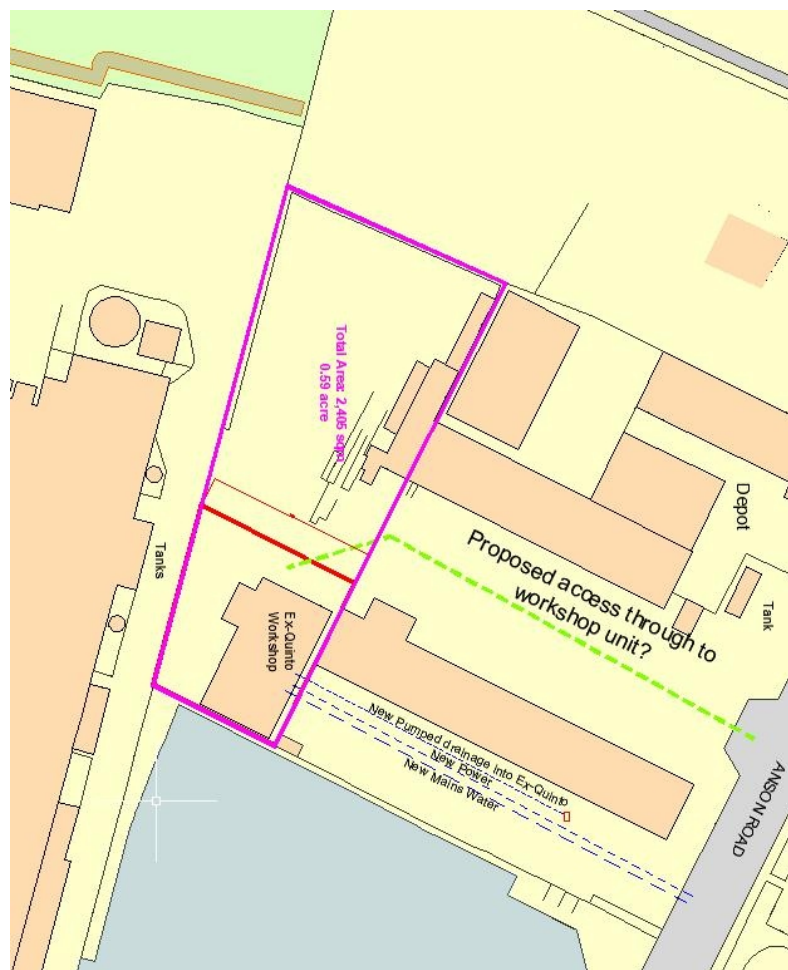 Total Area: 2,405 sqm
0.59 acre
Depot
Proposed access through to
workshop unit?
Tank
Tanks
Ex-Quinto
Workshop
New Pumped drainage into Ex-Quinto
New Power
New Mains Water
ANSON ROAD